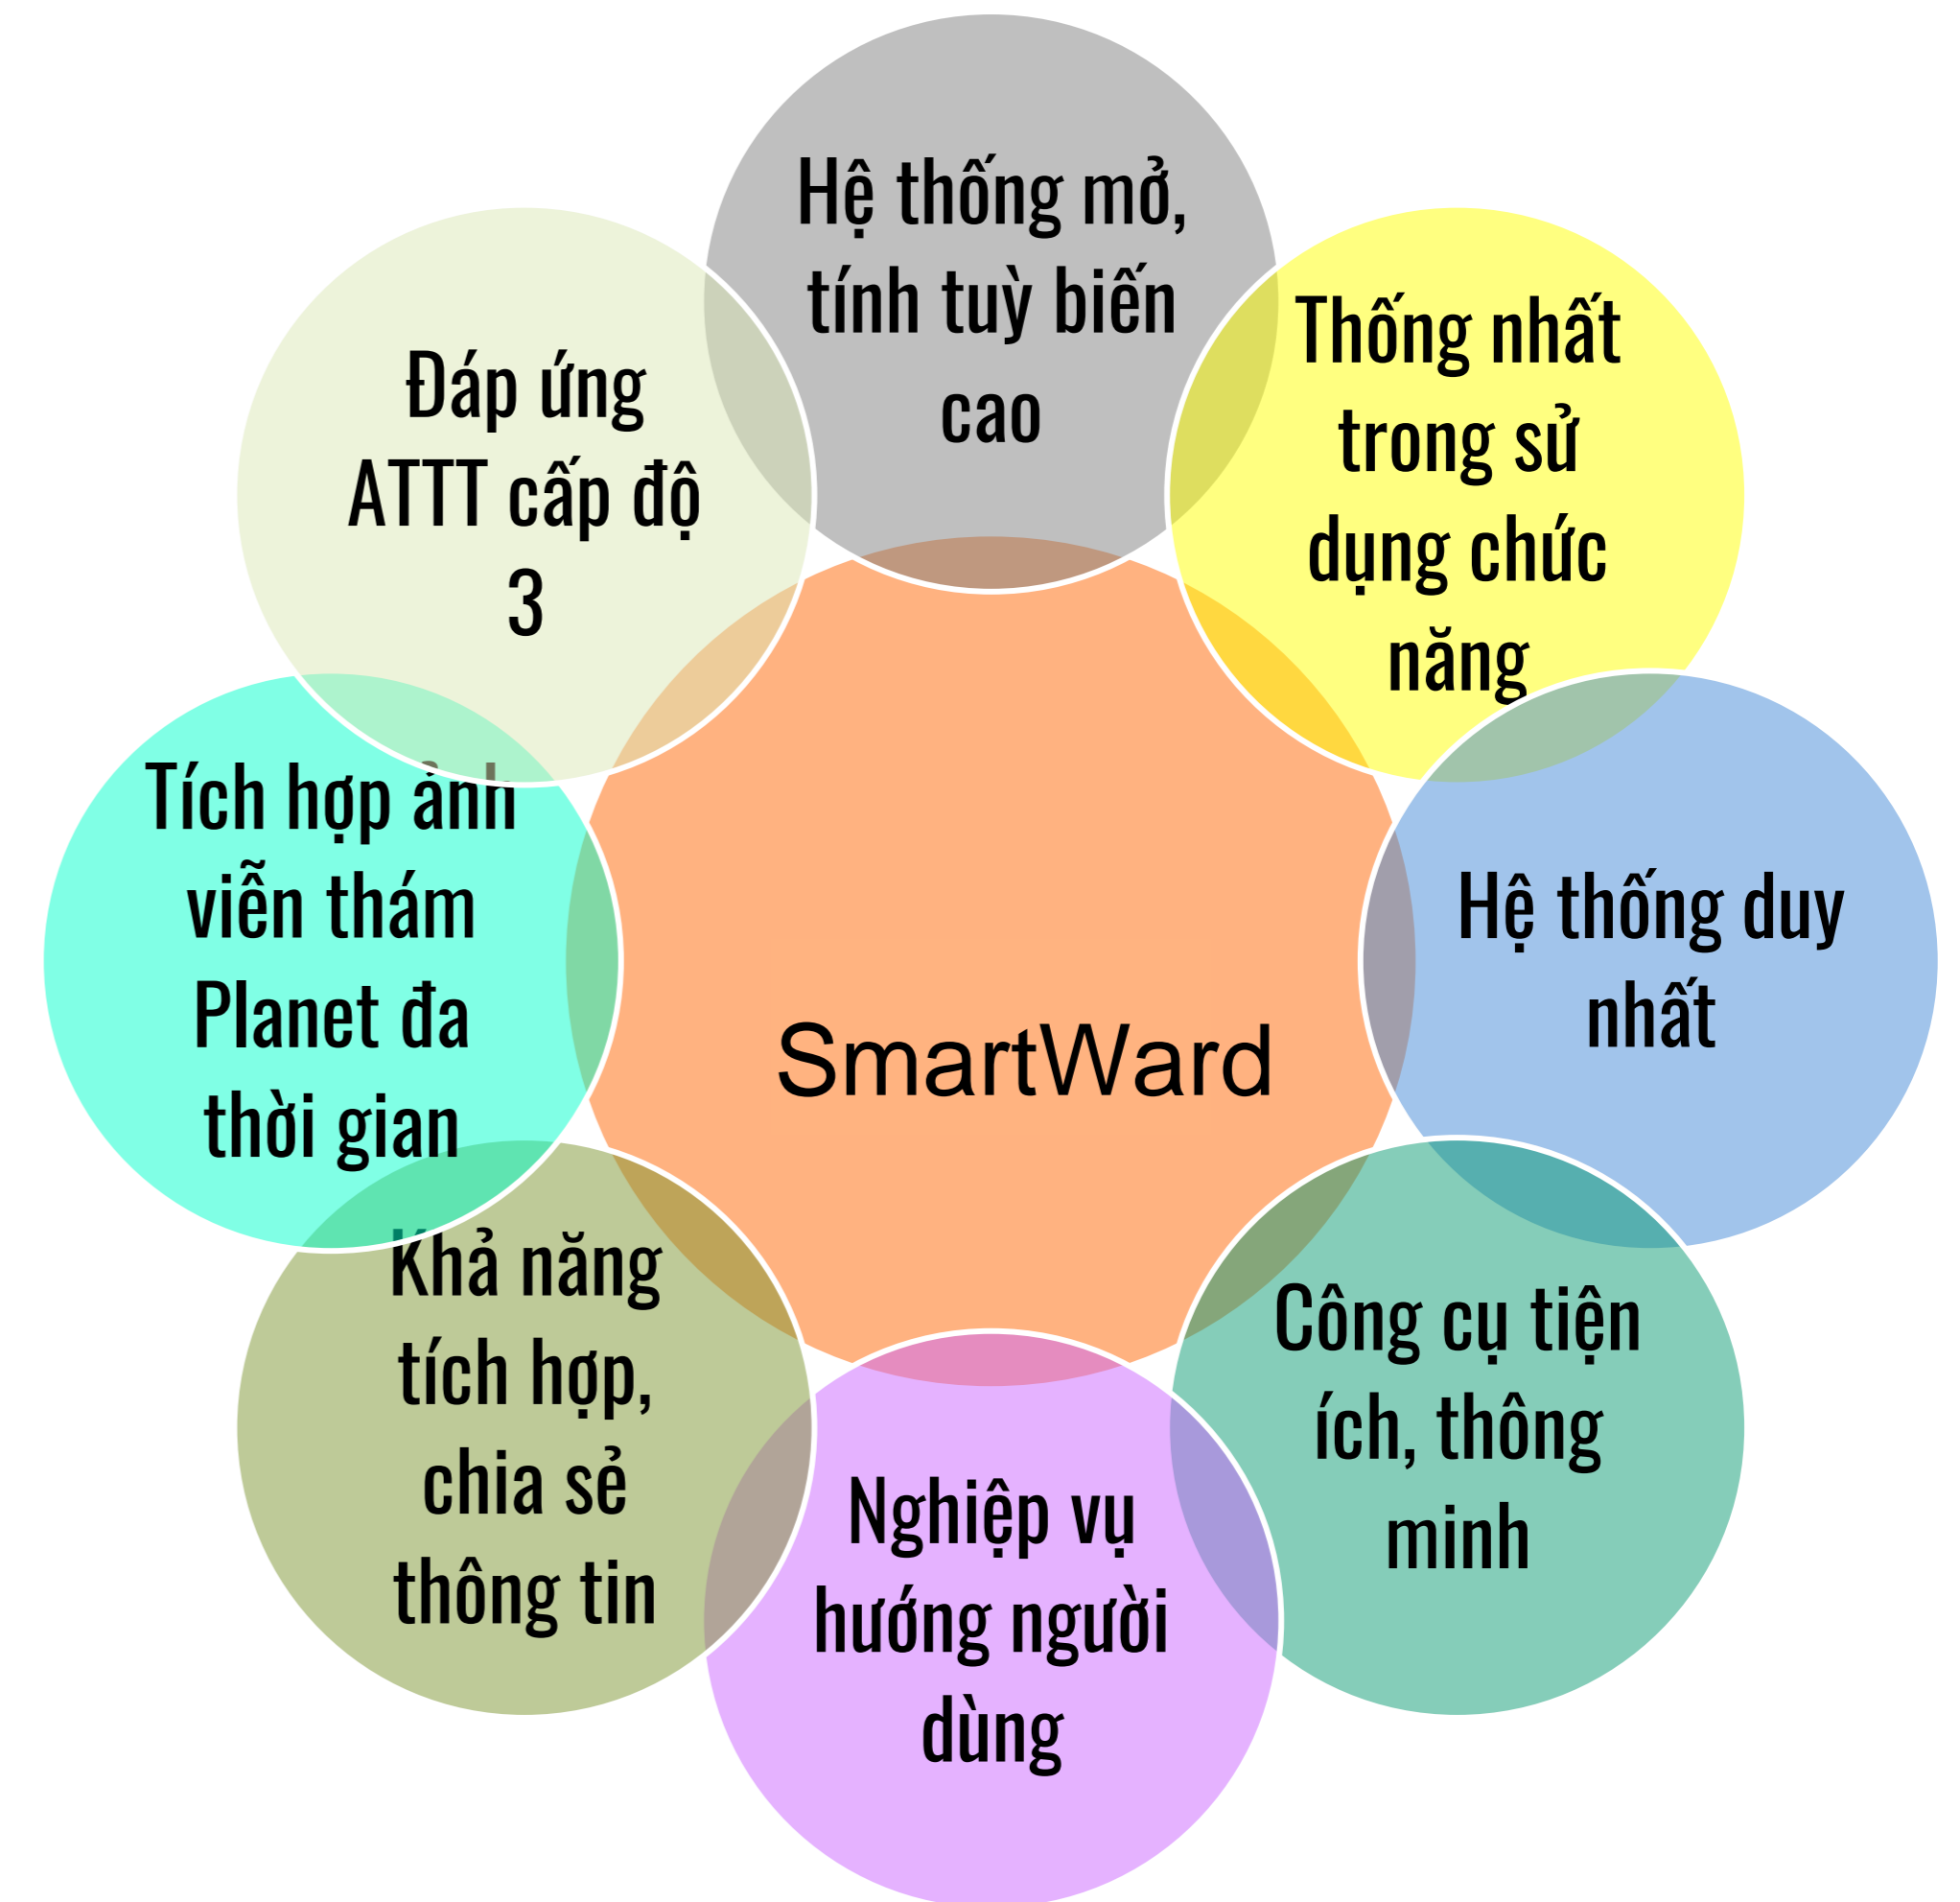 Hệ thống mở,
tính tuỳ biến
cao
Thống nhất
trong sử
dụng chức
năng
Hệ thống duy
nhất
Công cụ tiện
ích, thông
minh
Nghiệp vụ
hướng người
dùng
Khả năng
tích hợp,
chia sẻ
thông tin
Tích hợp ảnh
viễn thám
Planet đa
thời gian
Đáp ứng
ATTT cấp độ
3
SmartWard